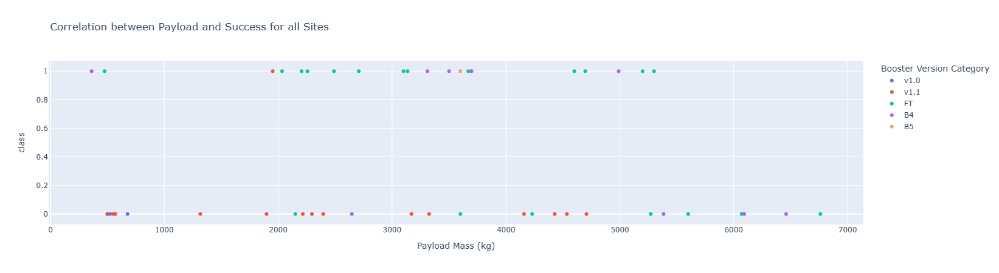 Correlation between Payload and Success for all Sites
Booster Version Category
v1.0
v1.1
FT
B4
B5
class
1
0.8
0.6
0.4
0.2
0
0 1000 2000 3000 4000 5000 6000 7000
Payload Mass (kg)